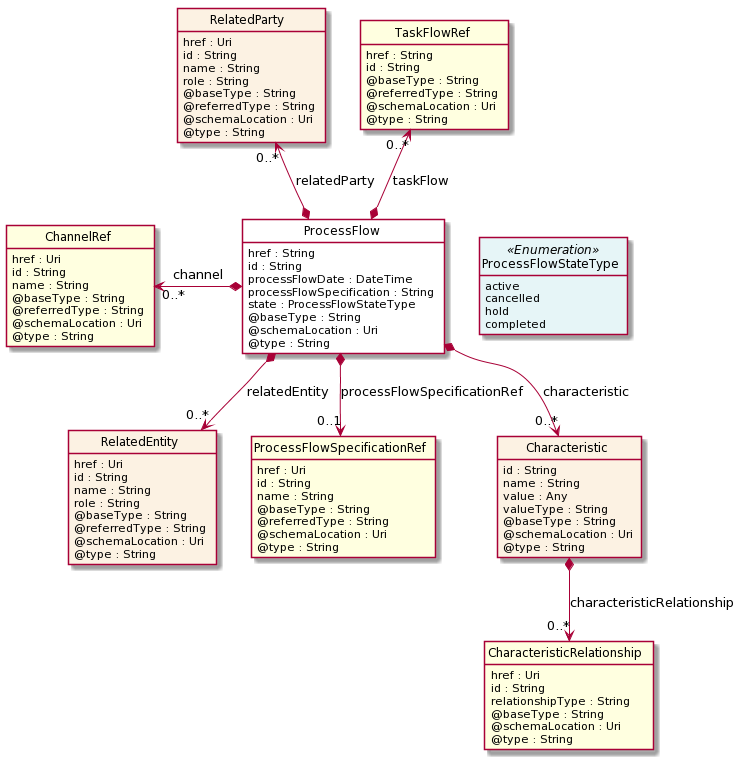 RelatedParty
href : Uri
id : String
name : String
role : String
@baseType : String
@referredType : String
@schemaLocation : Uri
@type : String
TaskFlowRef
href : String
id : String
@baseType : String
@referredType : String
@schemaLocation : Uri
@type : String
0..*
0..*
relatedParty
taskFlow
ChannelRef
href : Uri
id : String
name : String
@baseType : String
@referredType : String
@schemaLocation : Uri
@type : String
channel
0..*
ProcessFlow
href : String
id : String
processFlowDate : DateTime
processFlowSpecification : String
state : ProcessFlowStateType
@baseType : String
@schemaLocation : Uri
@type : String
«Enumeration»
ProcessFlowStateType
active
cancelled
hold
completed
relatedEntity
processFlowSpecificationRef
characteristic
0..*
0..1
0..*
RelatedEntity
href : Uri
id : String
name : String
role : String
@baseType : String
@referredType : String
@schemaLocation : Uri
@type : String
ProcessFlowSpecificationRef
href : Uri
id : String
name : String
@baseType : String
@referredType : String
@schemaLocation : Uri
@type : String
Characteristic
id : String
name : String
value : Any
valueType : String
@baseType : String
@schemaLocation : Uri
@type : String
characteristicRelationship
0..*
CharacteristicRelationship
href : Uri
id : String
relationshipType : String
@baseType : String
@schemaLocation : Uri
@type : String